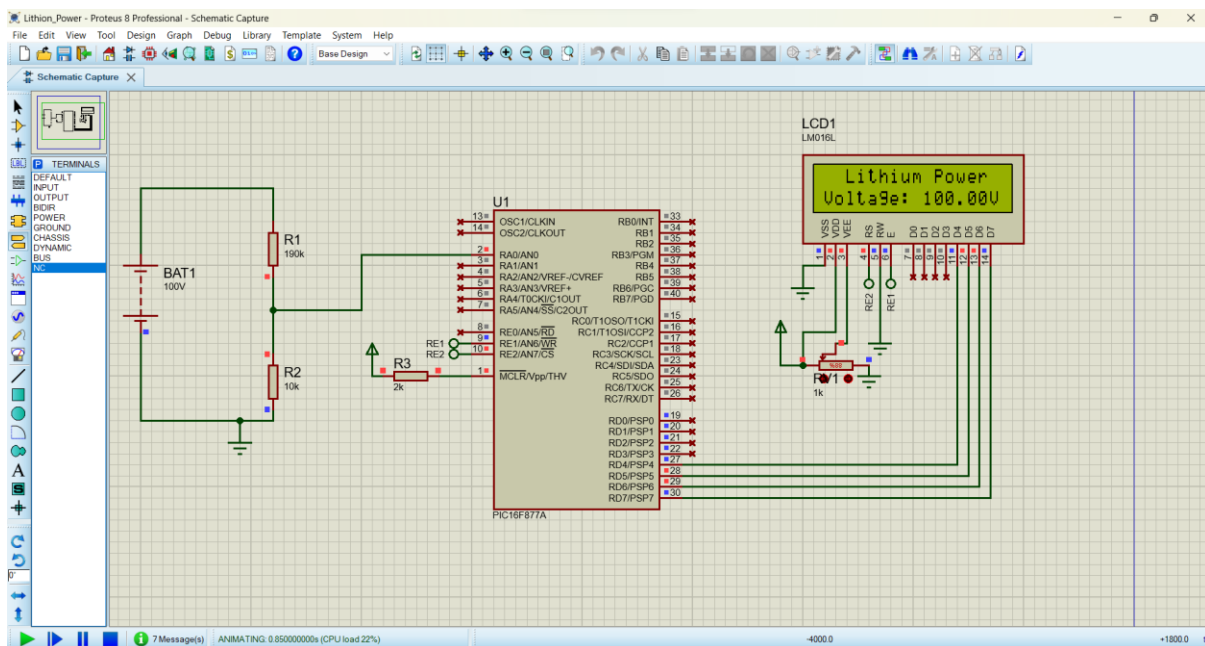 Lithion_Power - Proteus 8 Professional - Schematic Capture
File Edit View Tool Design Graph Debug Library Template System Help
Base Design
Schematic Capture
TERMINALS
DEFAULT
INPUT
OUTPUT
BIDIR
POWER
GROUND
CHASSIS
DYNAMIC
BUS
NC
BAT1
100V
R1
190k
R2
10k
RE1
RE2
R3
2k
U1
13 OSC1/CLKIN
14 OSC2/CLKOUT
2 RA0/AN0
3 RA1/AN1
4 RA2/AN2/VREF-/CVREF
5 RA3/AN3/VREF+
6 RA4/T0CKI/C1OUT
7 RA5/AN4/SS/C2OUT
8 RE0/AN5/RD
9 RE1/AN6/WR
10 RE2/AN7/CS
1 MCLR/Vpp/THV
RB0/INT 33
RB1 34
RB2 35
RB3/PGM 36
RB4 37
RB5 38
RB6/PGC 39
RB7/PGD 40
RC0/T1OSO/T1CKI 15
RC1/T1OSI/CCP2 16
RC2/CCP1 17
RC3/SCK/SCL 18
RC4/SDI/SDA 23
RC5/SDO 24
RC6/TX/CK 25
RC7/RX/DT 26
RD0/PSP0 19
RD1/PSP1 20
RD2/PSP2 21
RD3/PSP3 22
RD4/PSP4 27
RD5/PSP5 28
RD6/PSP6 29
RD7/PSP7 30
PIC16F877A
LCD1
LM016L
Lithium Power
Voltage: 100.00V
VSS VDD VEE RS RW E D0 D1 D2 D3 D4 D5 D6 D7
1 2 3 4 5 6 7 8 9 10 11 12 13 14
RE2 RE1
RV1
1k
7 Message(s) ANIMATING: 0.850000000s (CPU load 22%) -4000.0 +1800.0